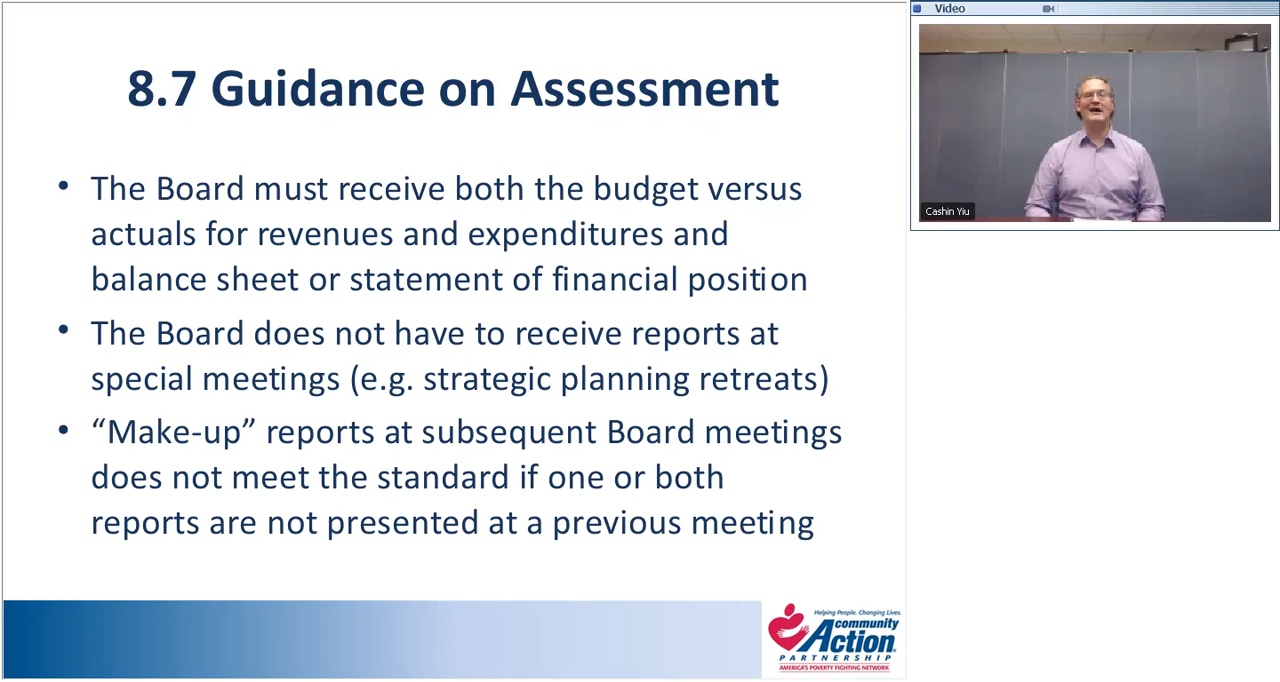 8.7 Guidance on Assessment
• The Board must receive both the budget versus
actuals for revenues and expenditures and
balance sheet or statement of financial position
• The Board does not have to receive reports at
special meetings (e.g. strategic planning retreats)
• “Make-up” reports at subsequent Board meetings
does not meet the standard if one or both
reports are not presented at a previous meeting
Helping People. Changing Lives.
community
Action
PARTNERSHIP
AMERICA'S POVERTY FIGHTING NETWORK
Video
Cashin Yiu